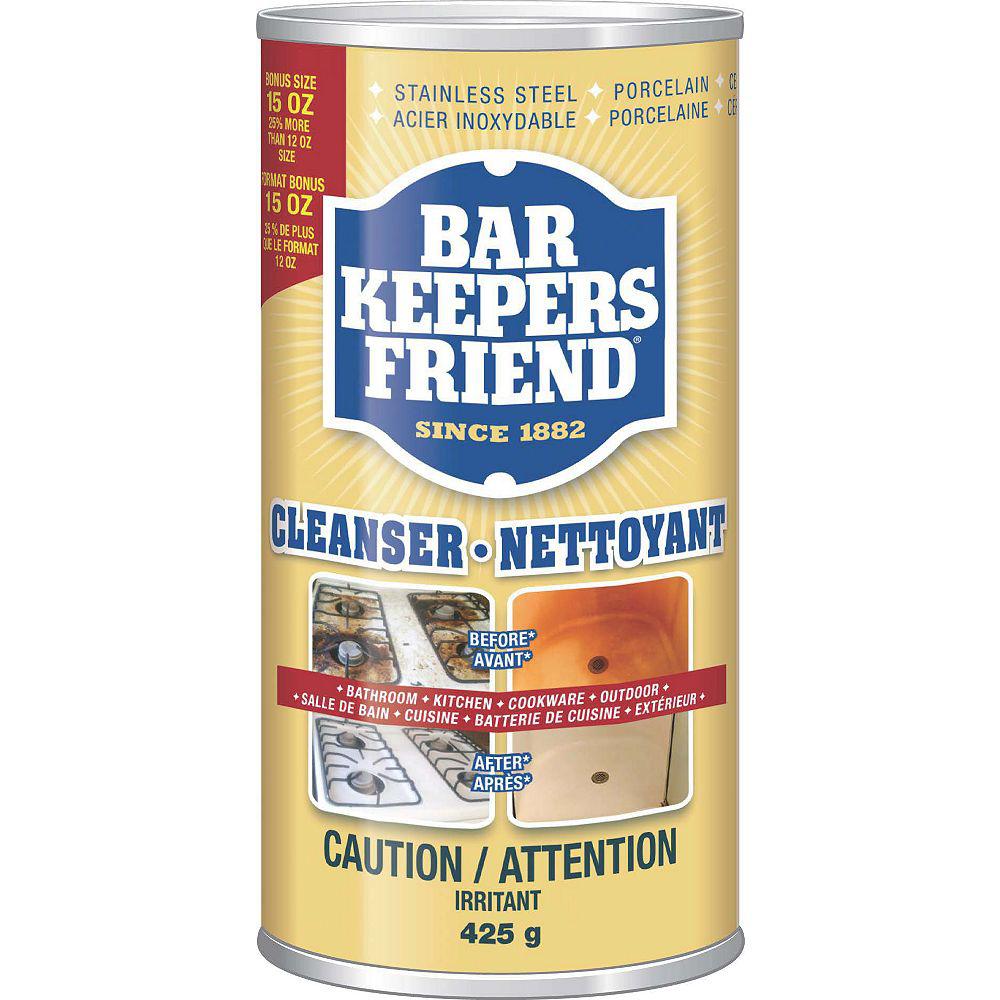 BONUS SIZE
15 OZ
25% MORE
THAN 12 OZ
SIZE
FORMAT BONUS
15 OZ
25 % DE PLUS
QUE LE FORMAT
12 OZ
✦ STAINLESS STEEL ✦ PORCELAIN ✦
✦ ACIER INOXYDABLE ✦ PORCELAINE ✦
BAR
KEEPERS
FRIEND®
SINCE 1882
CLEANSER • NETTOYANT
BEFORE*
AVANT*
✦ BATHROOM ✦ KITCHEN ✦ COOKWARE ✦ OUTDOOR ✦
✦ SALLE DE BAIN ✦ CUISINE ✦ BATTERIE DE CUISINE ✦ EXTÉRIEUR ✦
AFTER*
APRÈS*
CAUTION / ATTENTION
IRRITANT
425 g